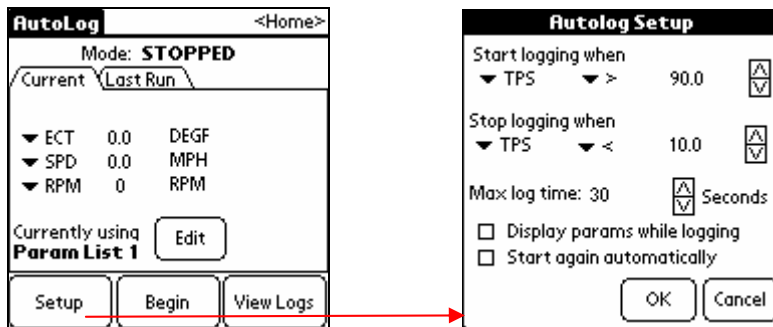 AutoLog <Home>
Mode: STOPPED
Current Last Run
ECT 0.0 DEGF
SPD 0.0 MPH
RPM 0 RPM
Currently using
Param List 1
Edit
Setup Begin View Logs
Autolog Setup
Start logging when
TPS > 90.0
Stop logging when
TPS < 10.0
Max log time: 30 Seconds
Display params while logging
Start again automatically
OK Cancel